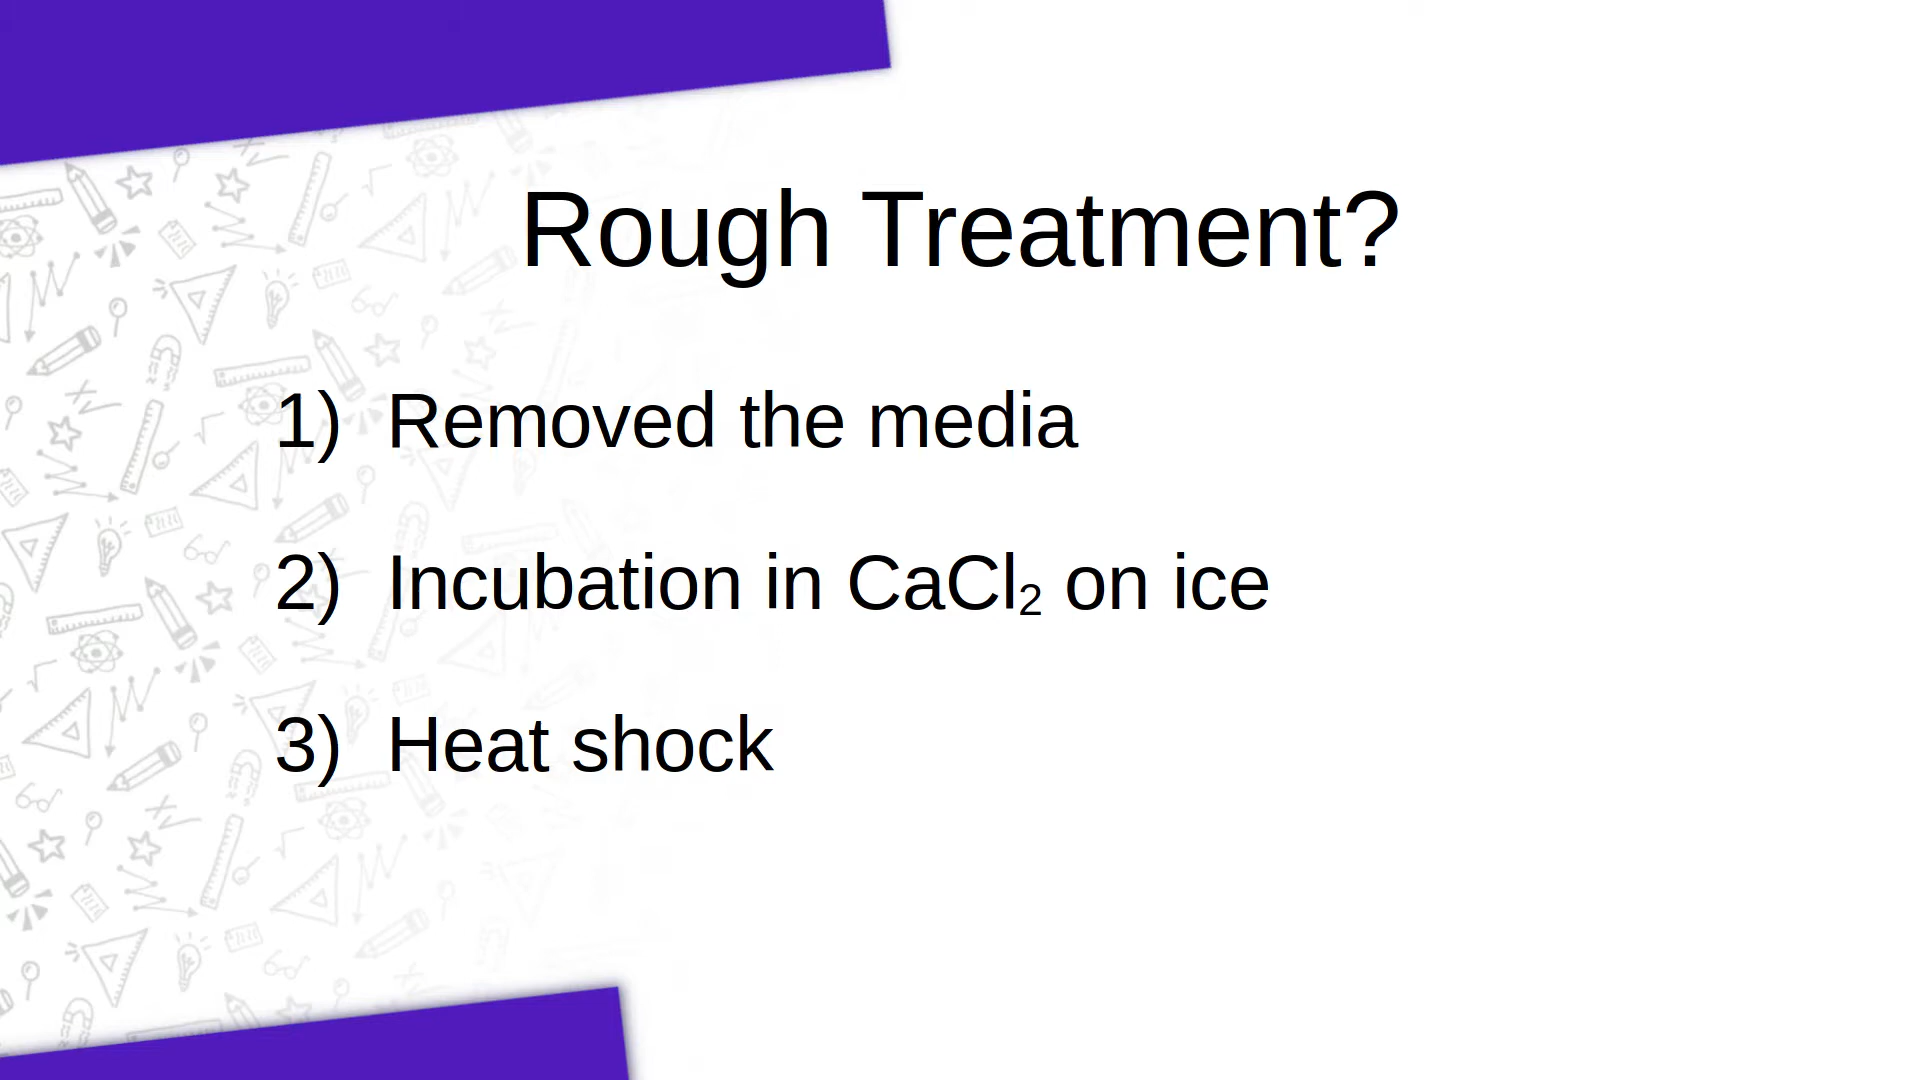 Rough Treatment?
1) Removed the media
2) Incubation in CaCl₂ on ice
3) Heat shock